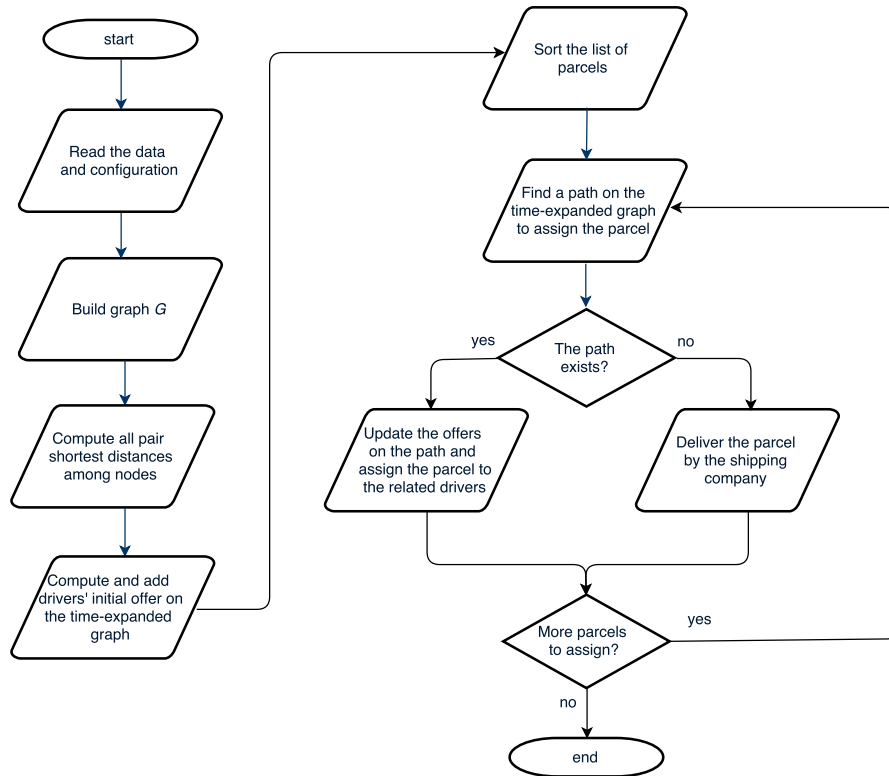 start
Read the data
and configuration
Build graph G
Compute all pair
shortest distances
among nodes
Compute and add
drivers' initial offer on
the time-expanded
graph
Sort the list of
parcels
Find a path on the
time-expanded graph
to assign the parcel
The path
exists?
yes
no
Update the offers
on the path and
assign the parcel to
the related drivers
Deliver the parcel
by the shipping
company
More parcels
to assign?
yes
no
end